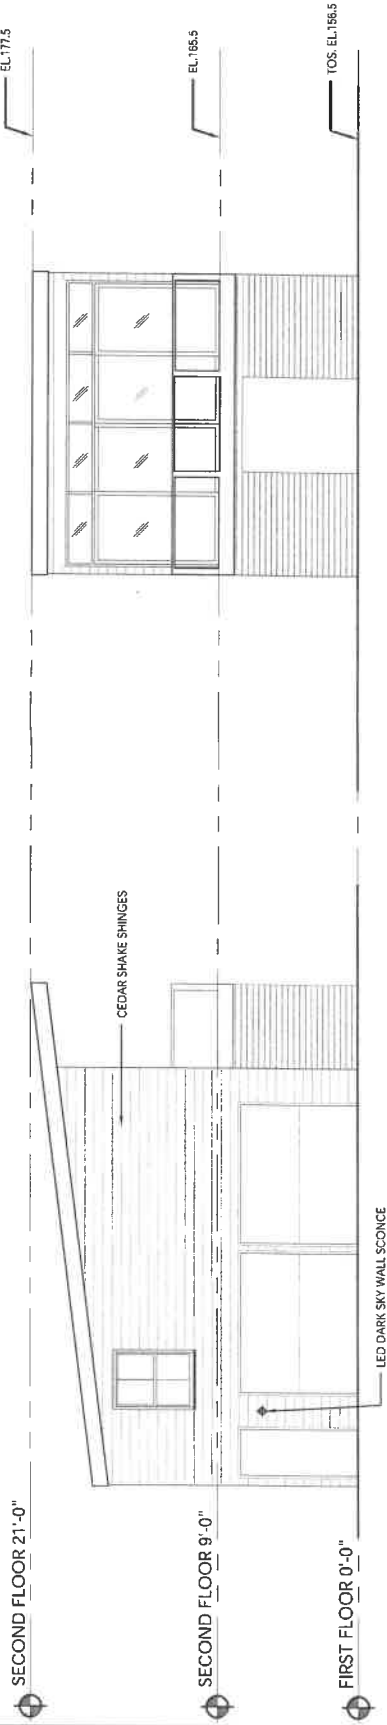 SECOND FLOOR 21'-0"
EL.177.5
CEDAR SHAKE SHINGES
SECOND FLOOR 9'-0"
EL.165.5
FIRST FLOOR 0'-0"
TOS. EL.156.5
LED DARK SKY WALL SCONCE